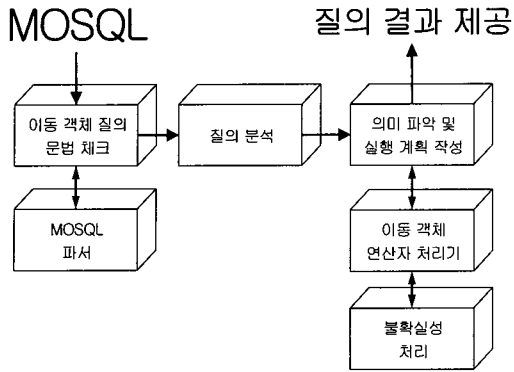 MOSQL
질의 결과 제공
이동 객체 질의
문법 체크
질의 분석
의미 파악 및
실행 계획 작성
MOSQL
파서
이동 객체
연산자 처리기
불확실성
처리